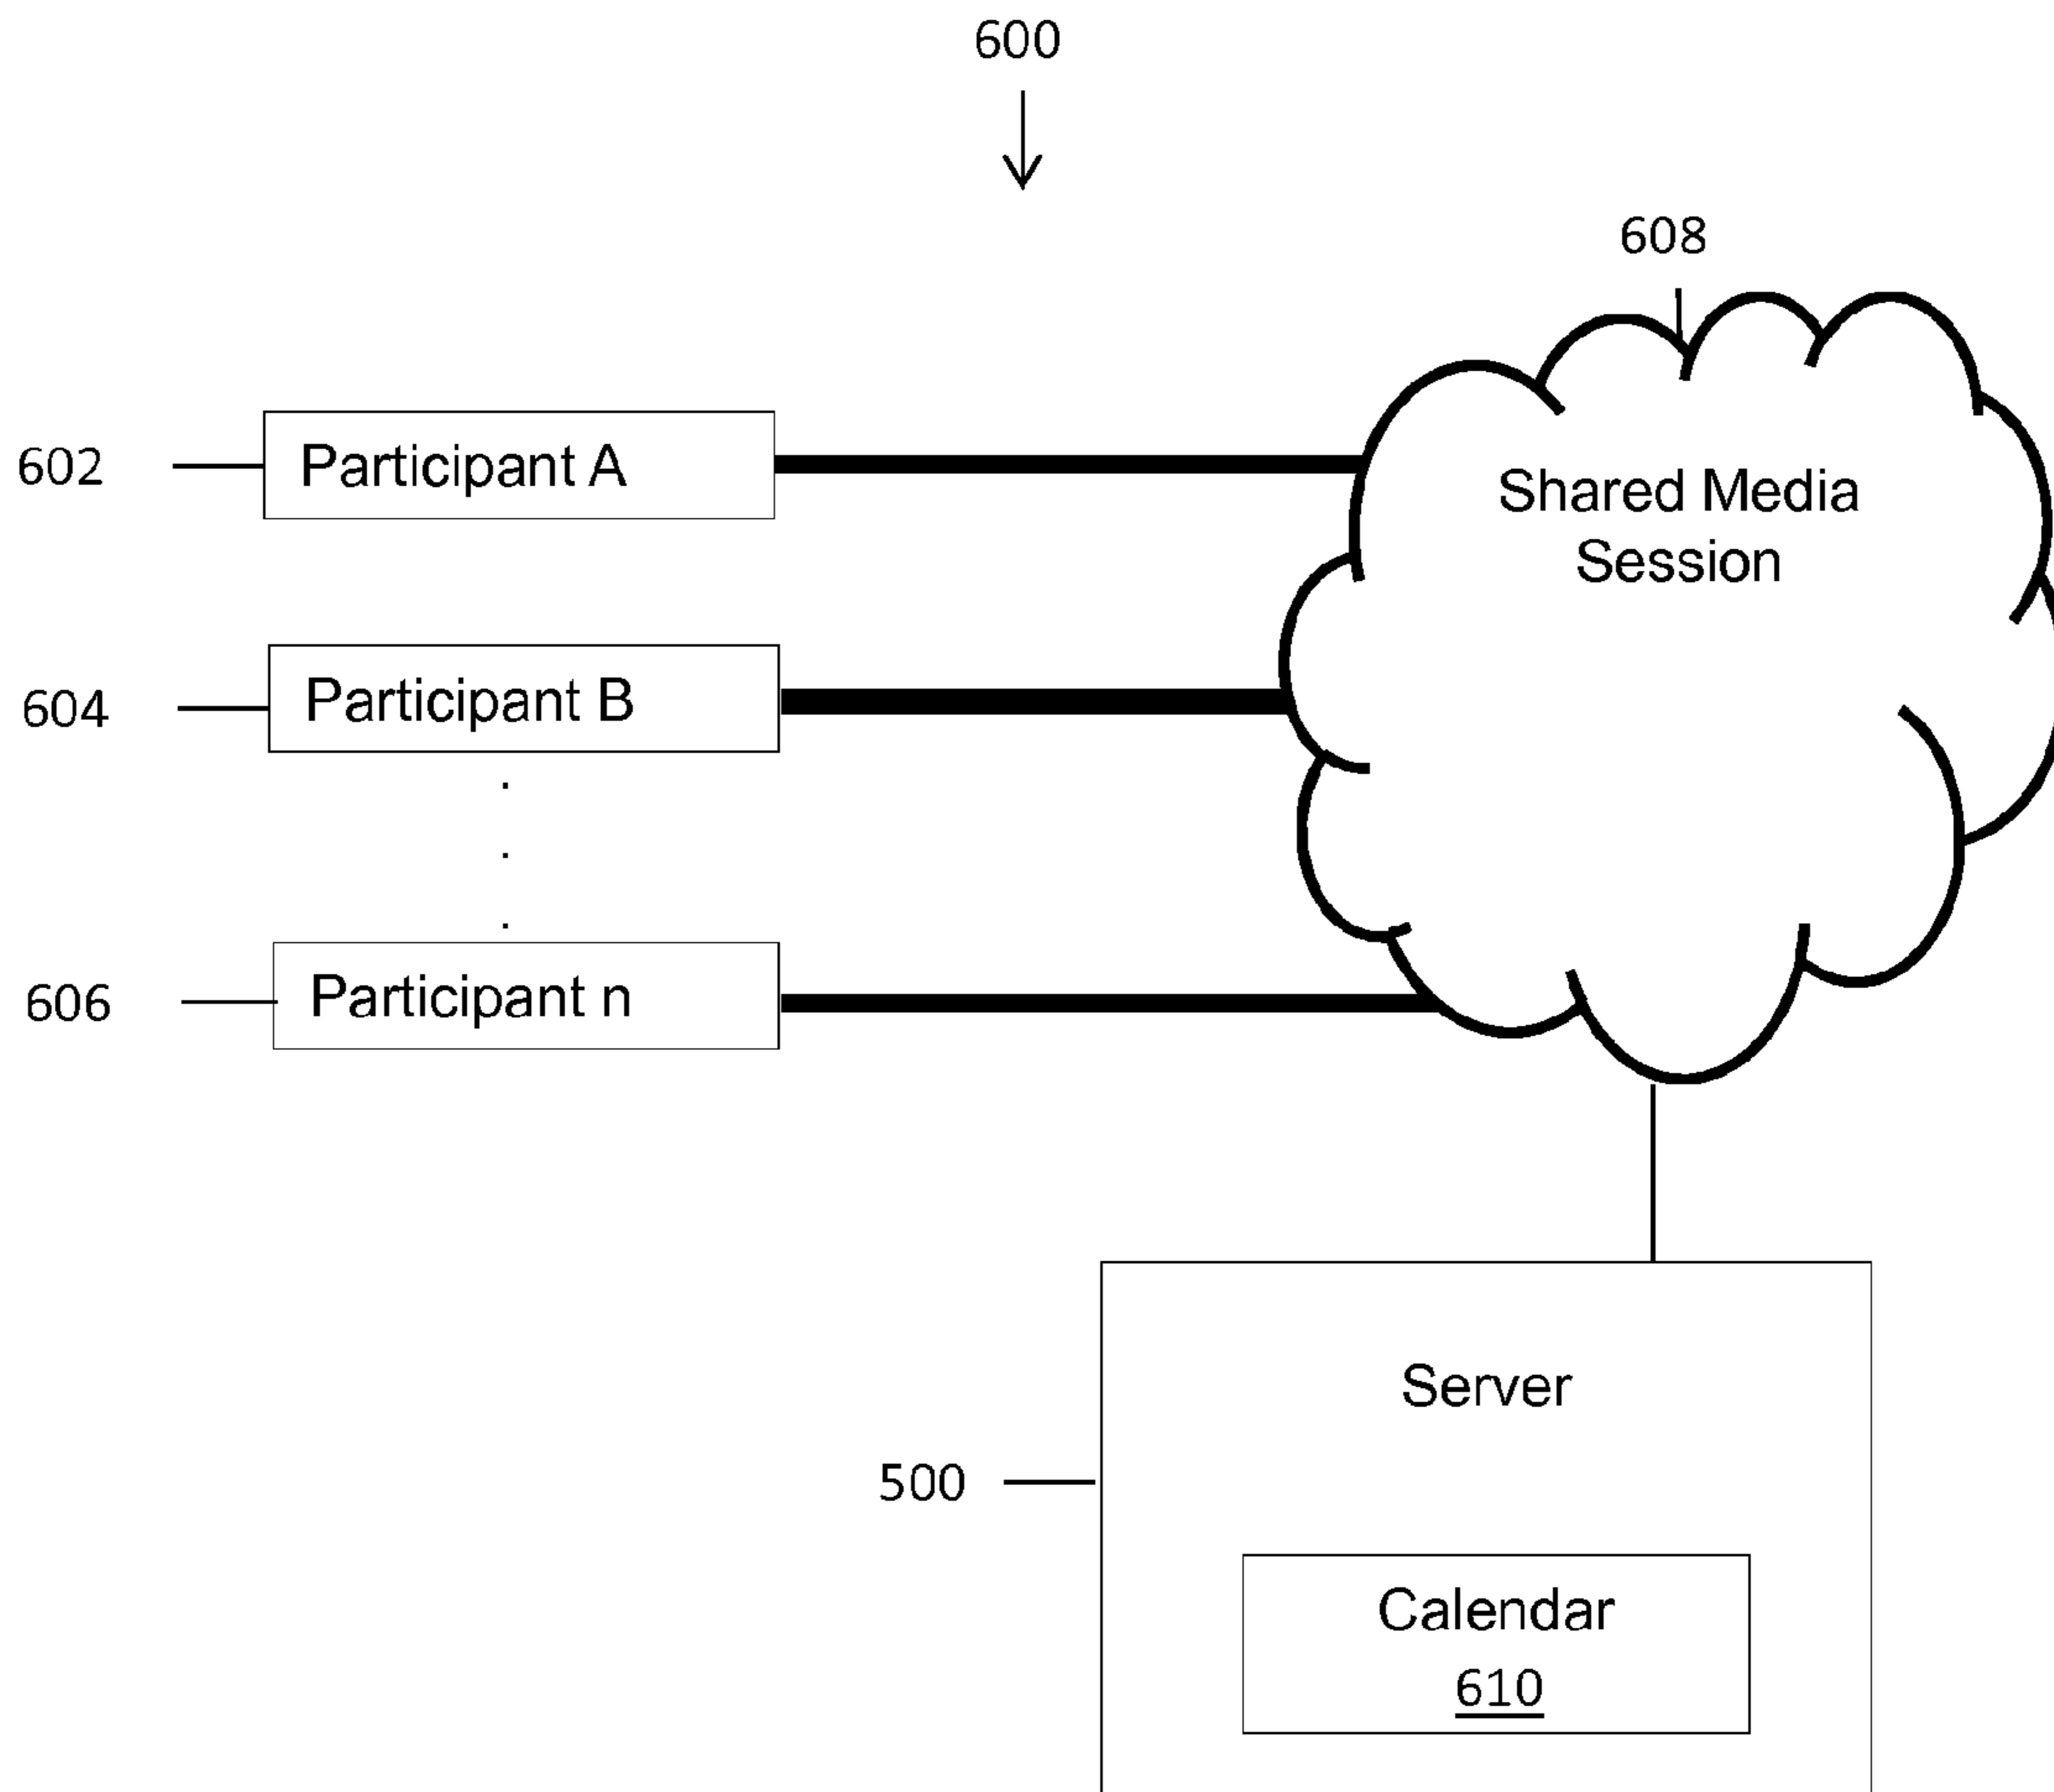 600
608
602
Participant A
Shared Media
Session
604
Participant B
606
Participant n
Server
500
Calendar
610